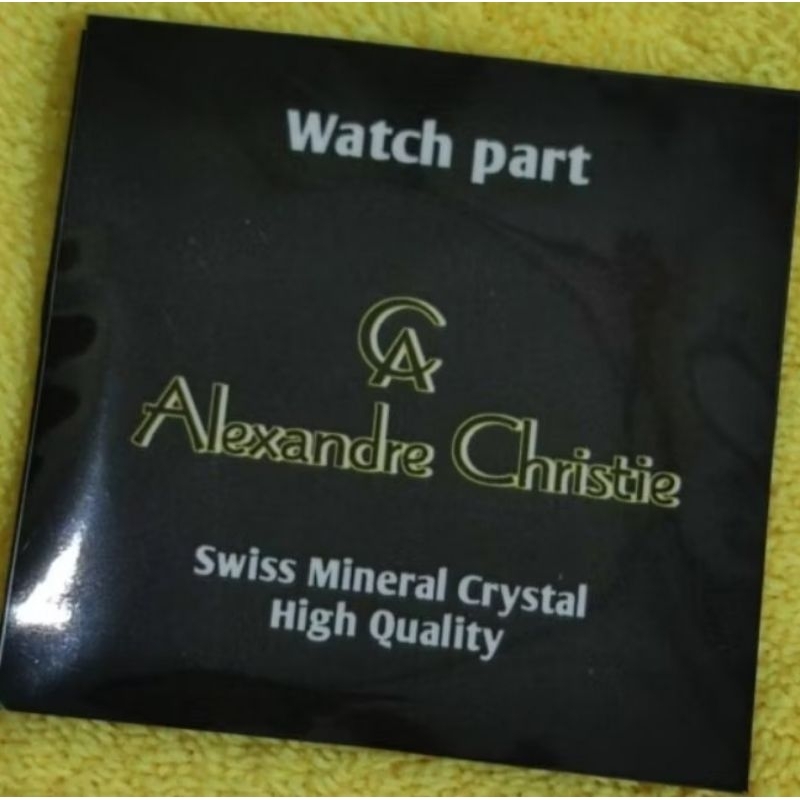 Watch part
CA
Alexandre Christie
Swiss Mineral Crystal
High Quality